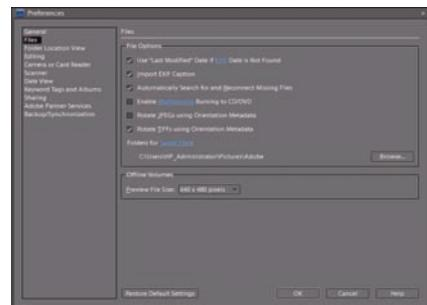 Preferences
General
Files
Folder Location View
Editing
Camera or Card Reader
Scanner
Date View
Keyword Tags and Albums
Sharing
Adobe Partner Services
Backup/Synchronization
Files
File Options
Use "Last Modified" Date if EXIF Date is Not Found
Import EXIF Caption
Automatically Search for and Reconnect Missing Files
Enable Multisession Burning to CD/DVD
Rotate JPEGs using Orientation Metadata
Rotate TIFFs using Orientation Metadata
Folders for Saved Files
C:\Users\HP_Administrator\Pictures\Adobe
Browse...
Offline Volumes
Preview File Size: 640 x 480 pixels
Restore Default Settings
OK
Cancel
Help